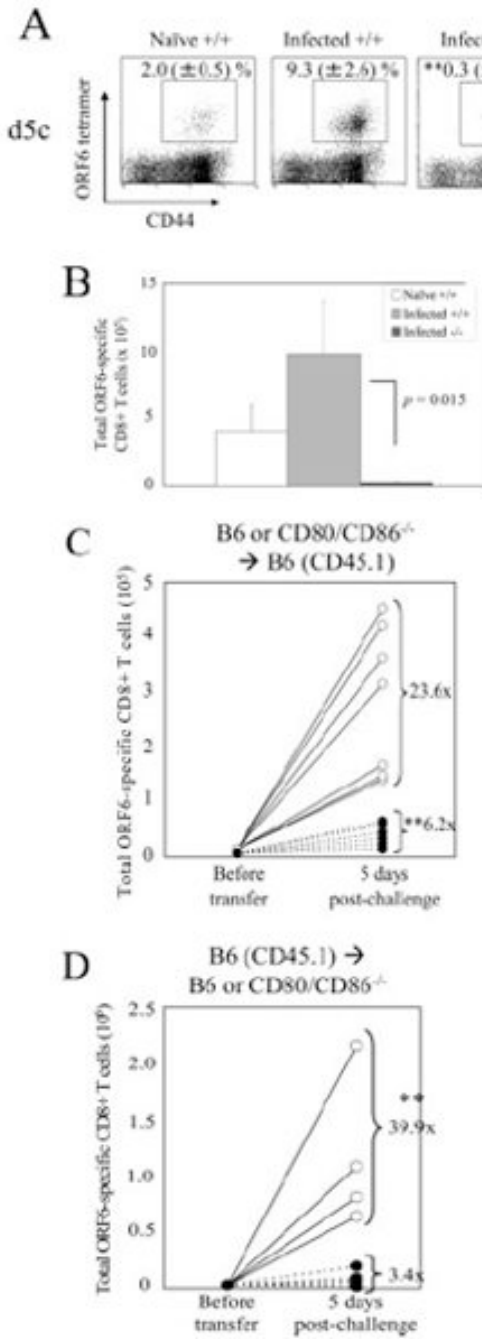 A
Naïve +/+ Infected +/+ Infec
2.0 (±0.5) % 9.3 (±2.6) % **0.3 (
d5c
ORF6 tetramer
CD44
B
15
10
5
0
Total ORF6-specific
CD8+ T cells (x 10⁵)
Naïve +/+
Infected +/+
Infected -/-
p = 0.015
C
B6 or CD80/CD86-/-
→ B6 (CD45.1)
Total ORF6-specific CD8+ T cells (10⁵)
5
4
3
2
1
0
23.6x
**6.2x
Before
transfer
5 days
post-challenge
D
B6 (CD45.1) →
B6 or CD80/CD86-/-
Total ORF6-specific CD8+ T cells (10⁶)
2.5
2.0
1.5
1.0
0.5
0
**
39.9x
3.4x
Before
transfer
5 days
post-challenge